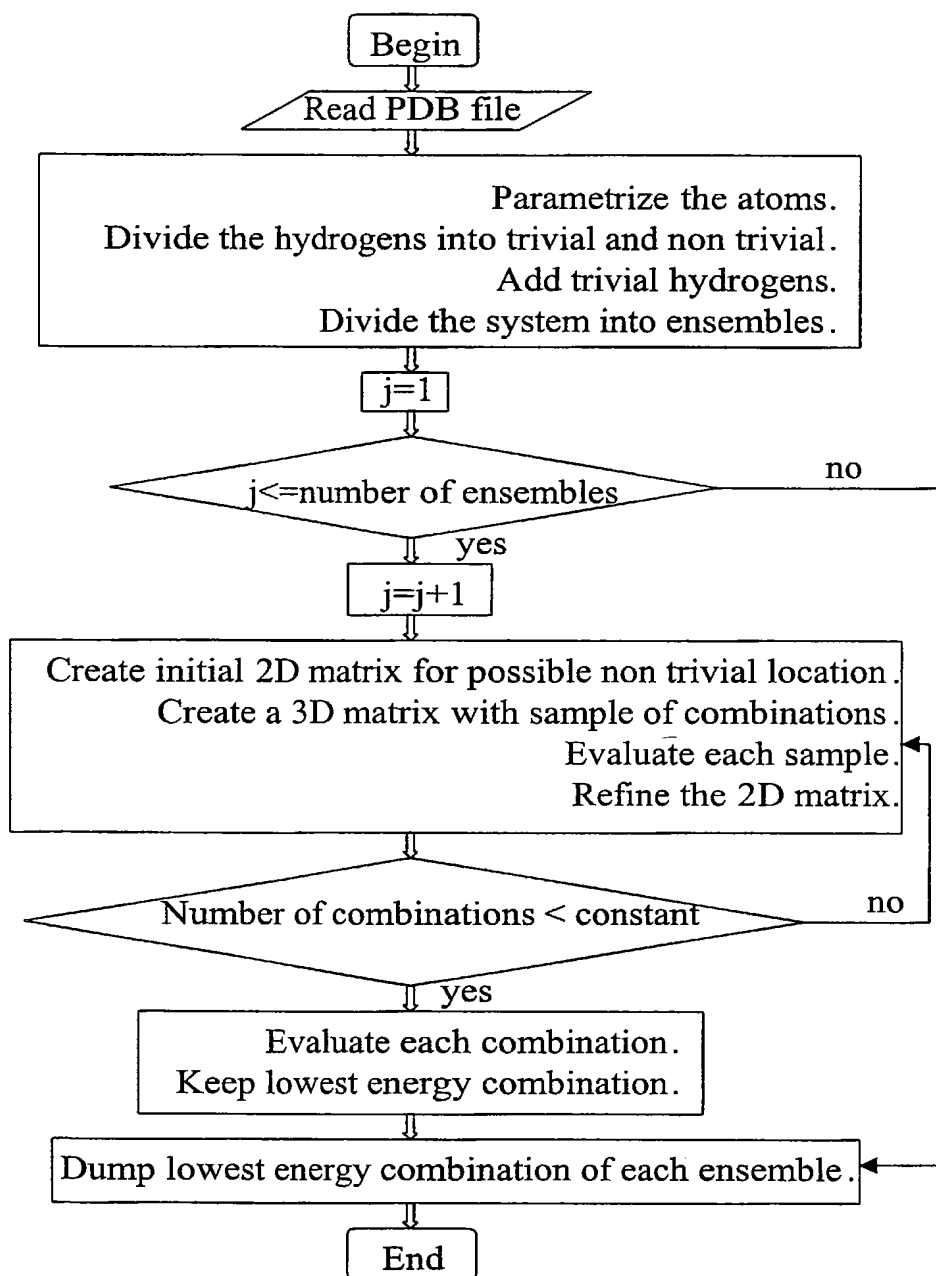 Begin
Read PDB file
Parametrize the atoms.
Divide the hydrogens into trivial and non trivial.
Add trivial hydrogens.
Divide the system into ensembles.
j=1
j<=number of ensembles
no
yes
j=j+1
Create initial 2D matrix for possible non trivial location.
Create a 3D matrix with sample of combinations.
Evaluate each sample.
Refine the 2D matrix.
Number of combinations < constant
no
yes
Evaluate each combination.
Keep lowest energy combination.
Dump lowest energy combination of each ensemble.
End